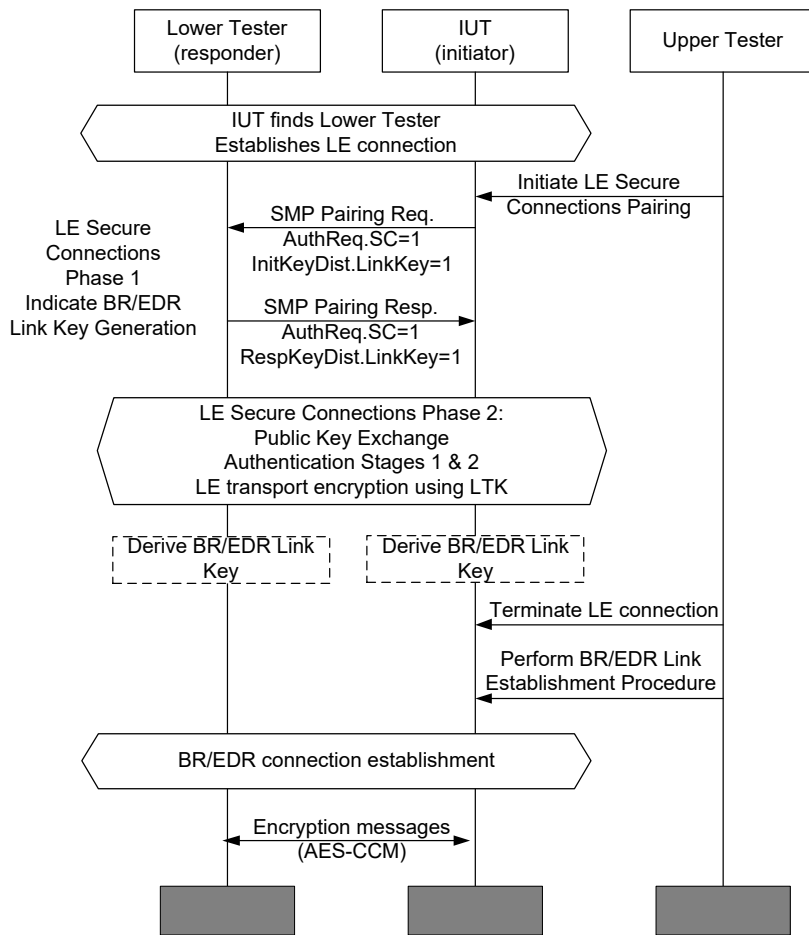 Lower Tester
(responder)
IUT
(initiator)
Upper Tester
IUT finds Lower Tester
Establishes LE connection
Initiate LE Secure
Connections Pairing
SMP Pairing Req.
AuthReq.SC=1
InitKeyDist.LinkKey=1
LE Secure
Connections
Phase 1
Indicate BR/EDR
Link Key Generation
SMP Pairing Resp.
AuthReq.SC=1
RespKeyDist.LinkKey=1
LE Secure Connections Phase 2:
Public Key Exchange
Authentication Stages 1 & 2
LE transport encryption using LTK
Derive BR/EDR Link
Key
Derive BR/EDR Link
Key
Terminate LE connection
Perform BR/EDR Link
Establishment Procedure
BR/EDR connection establishment
Encryption messages
(AES-CCM)